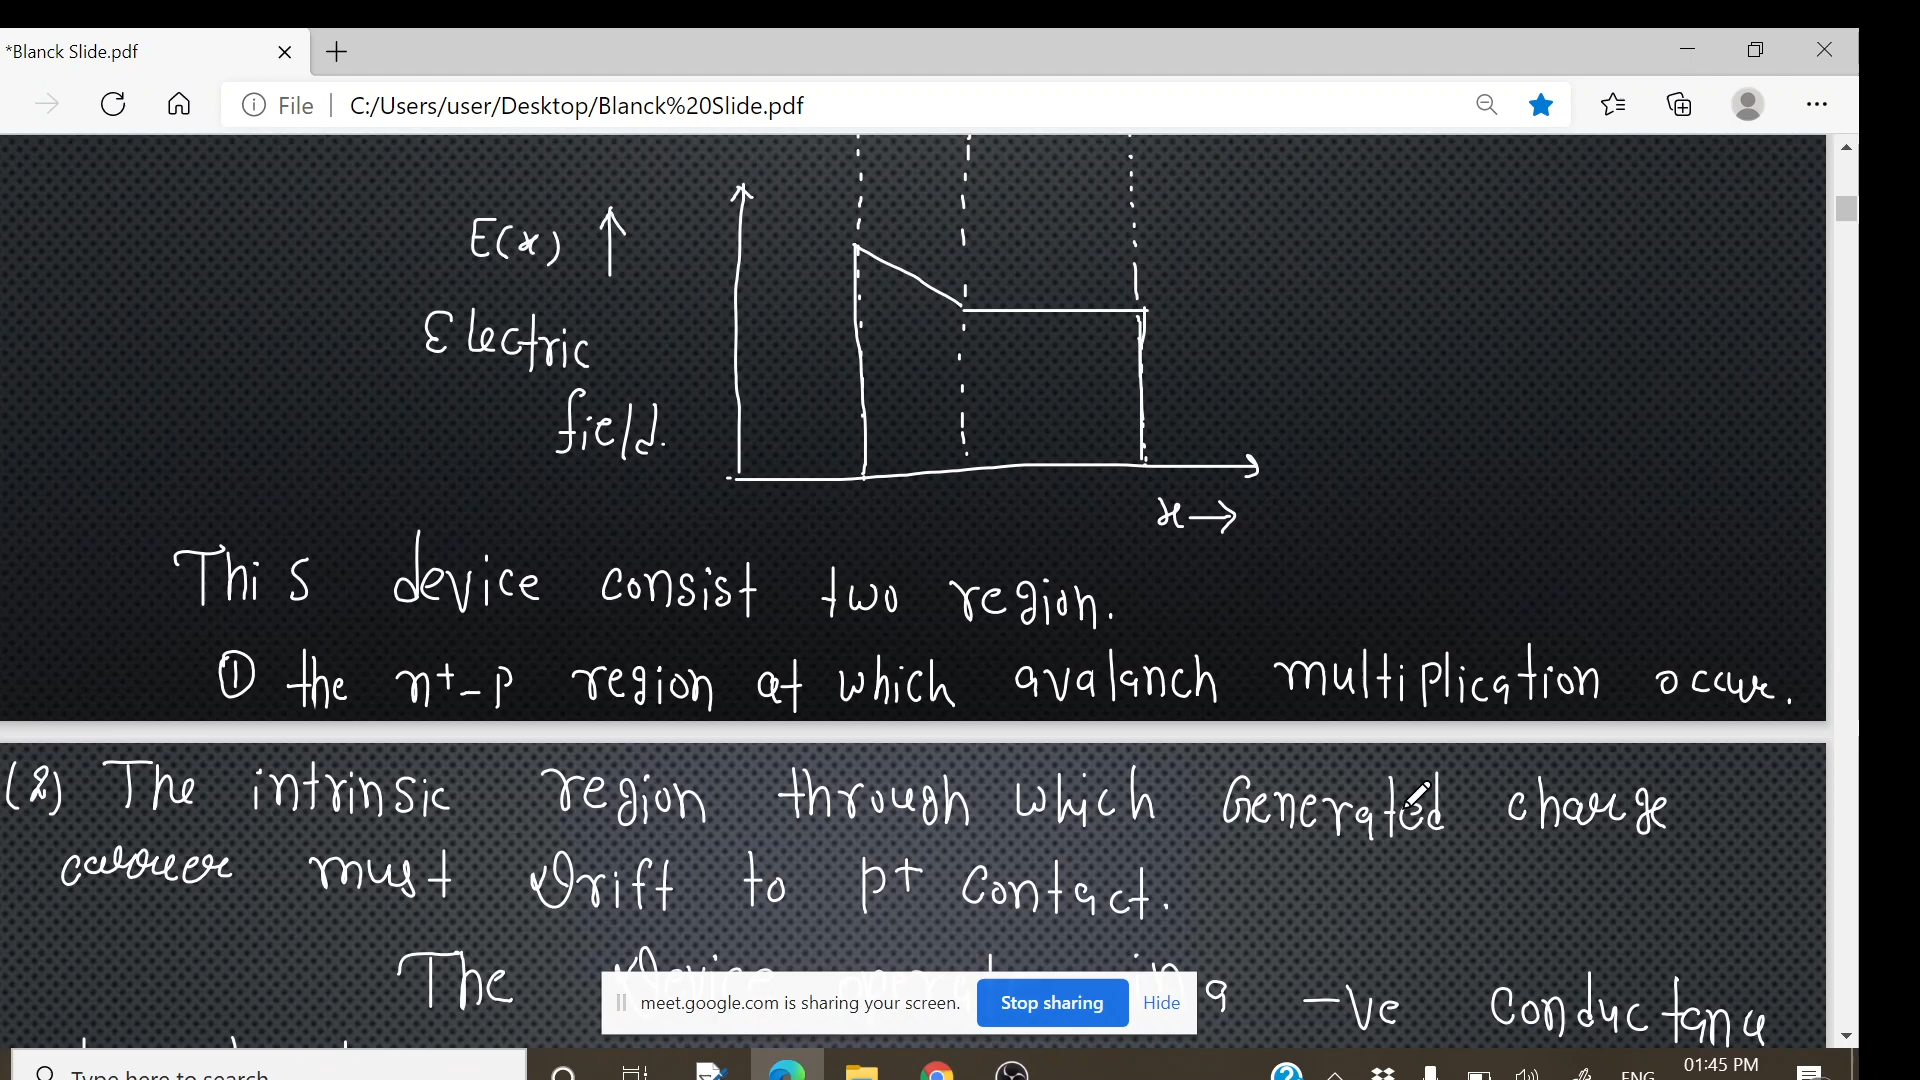 *Blanck Slide.pdf
File | C:/Users/user/Desktop/Blanck%20Slide.pdf
E(x) ↑
Electric
field.
x→
This device consist two region.
① the n+-p region at which avalanch multiplication occur.
(2) The intrinsic region through which Generated charge
carrier must Drift to p+ contact.
The Device in a -ve conductance
meet.google.com is sharing your screen. Stop sharing Hide
Type here to search
ENG
01:45 PM